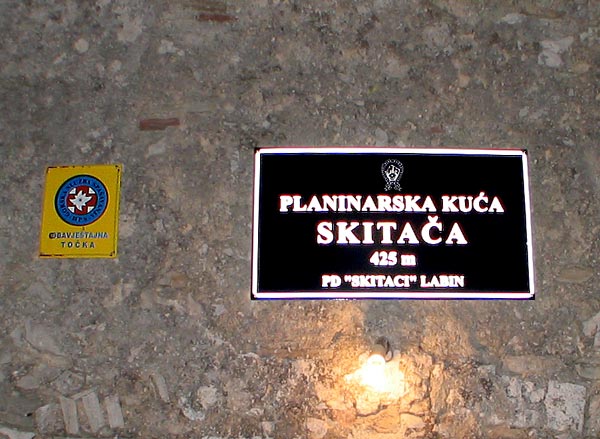 OBAVJEŠTAJNA
TOČKA
PLANINARSKA KUĆA
SKITAČA
425 m
PD "SKITACI" LABIN